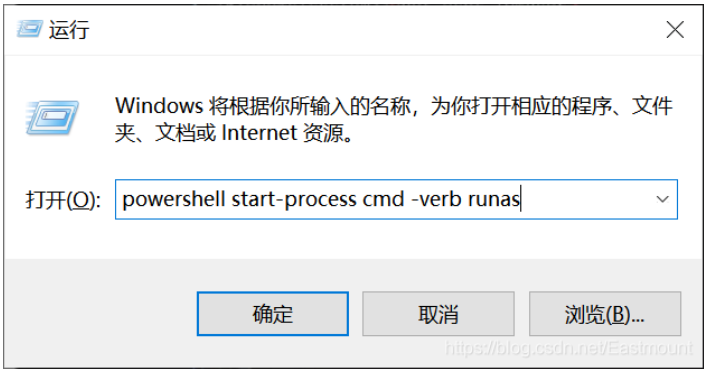 运行
Windows 将根据你所输入的名称，为你打开相应的程序、文件
夹、文档或 Internet 资源。
打开(O): powershell start-process cmd -verb runas
确定 取消 浏览(B)...
https://blog.csdn.net/Eastmount